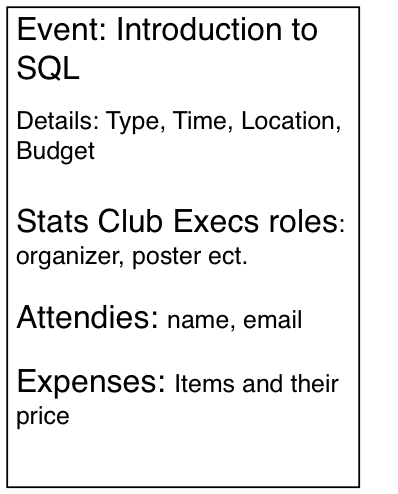 Event: Introduction to
SQL
Details: Type, Time, Location,
Budget
Stats Club Execs roles:
organizer, poster ect.
Attendies: name, email
Expenses: Items and their
price